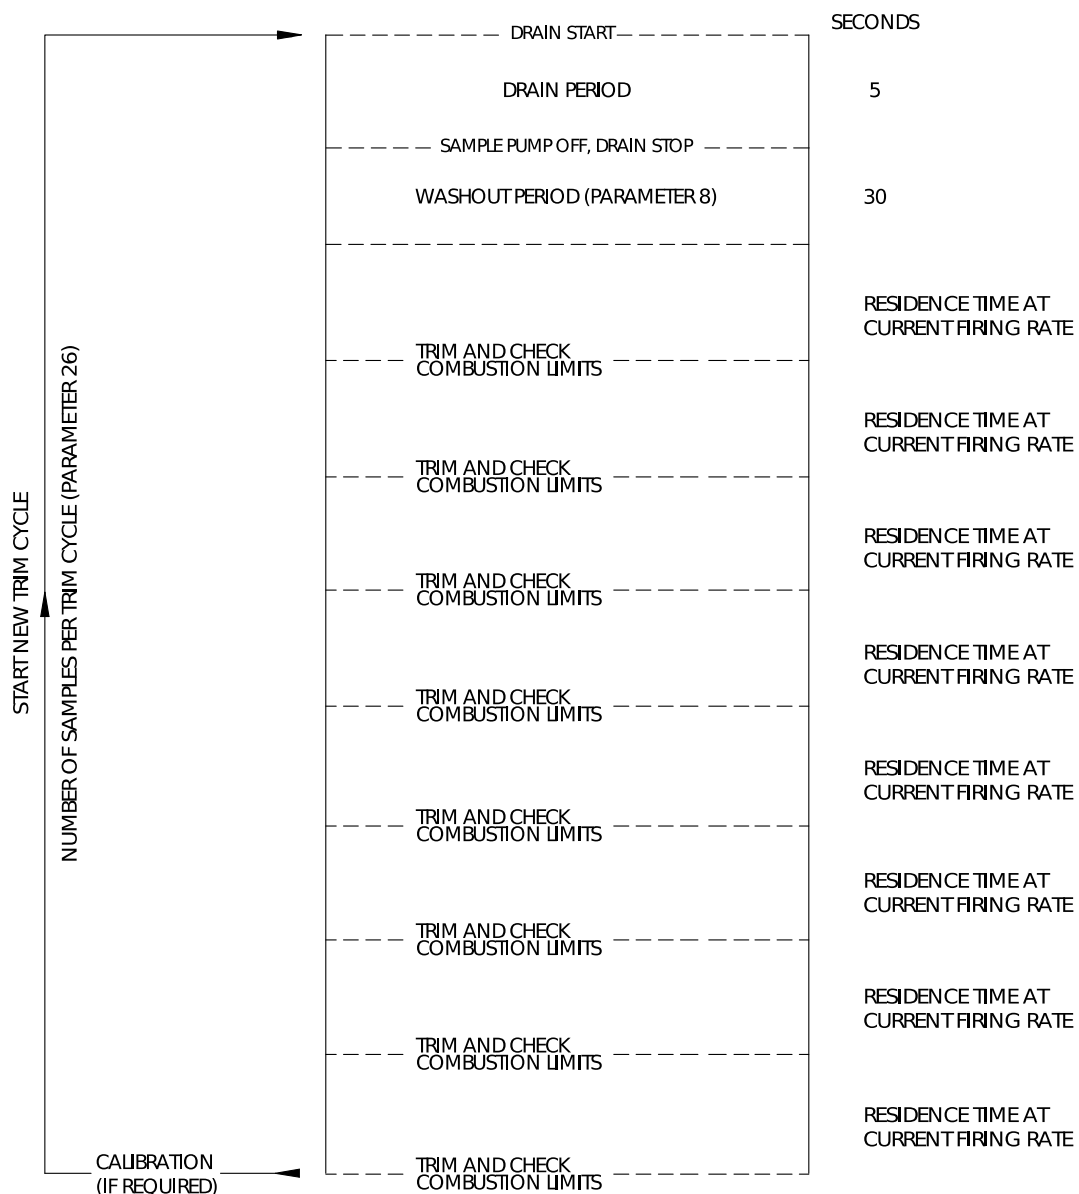 SECONDS
DRAIN START
DRAIN PERIOD
5
SAMPLE PUMP OFF, DRAIN STOP
WASHOUT PERIOD (PARAMETER 8)
30
RESIDENCE TIME AT
CURRENT FIRING RATE
TRIM AND CHECK
COMBUSTION LIMITS
RESIDENCE TIME AT
CURRENT FIRING RATE
TRIM AND CHECK
COMBUSTION LIMITS
RESIDENCE TIME AT
CURRENT FIRING RATE
TRIM AND CHECK
COMBUSTION LIMITS
RESIDENCE TIME AT
CURRENT FIRING RATE
TRIM AND CHECK
COMBUSTION LIMITS
RESIDENCE TIME AT
CURRENT FIRING RATE
TRIM AND CHECK
COMBUSTION LIMITS
RESIDENCE TIME AT
CURRENT FIRING RATE
TRIM AND CHECK
COMBUSTION LIMITS
RESIDENCE TIME AT
CURRENT FIRING RATE
TRIM AND CHECK
COMBUSTION LIMITS
RESIDENCE TIME AT
CURRENT FIRING RATE
TRIM AND CHECK
COMBUSTION LIMITS
START NEW TRIM CYCLE
NUMBER OF SAMPLES PER TRIM CYCLE (PARAMETER 26)
CALIBRATION
(IF REQUIRED)